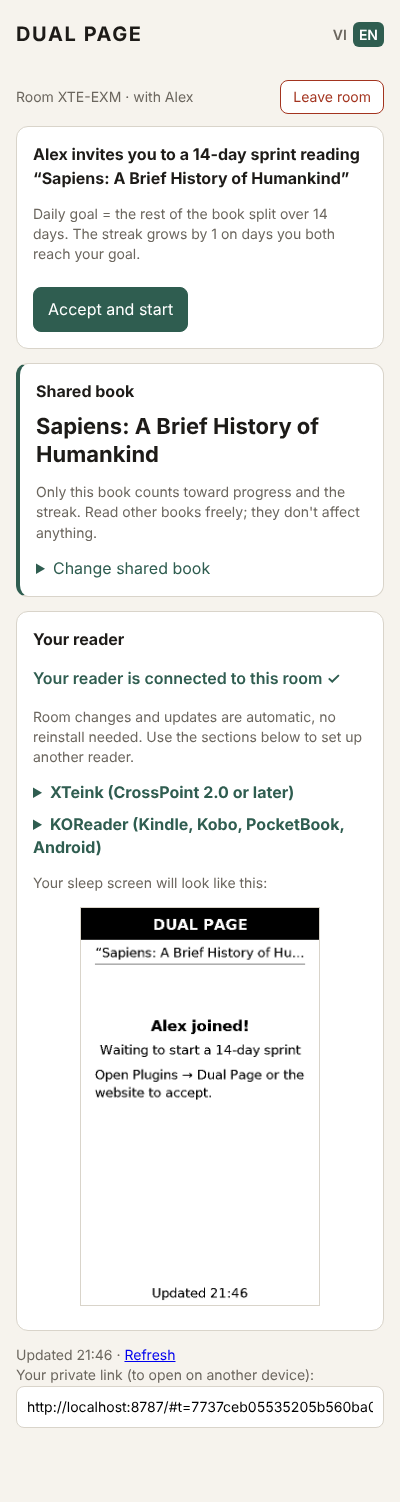 DUAL PAGE
VI EN
Room XTE-EXM · with Alex
Leave room
Alex invites you to a 14-day sprint reading
“Sapiens: A Brief History of Humankind”
Daily goal = the rest of the book split over 14
days. The streak grows by 1 on days you both
reach your goal.
Accept and start
Shared book
Sapiens: A Brief History of
Humankind
Only this book counts toward progress and the
streak. Read other books freely; they don't affect
anything.
▶ Change shared book
Your reader
Your reader is connected to this room ✓
Room changes and updates are automatic, no
reinstall needed. Use the sections below to set up
another reader.
▶ XTeink (CrossPoint 2.0 or later)
▶ KOReader (Kindle, Kobo, PocketBook,
Android)
Your sleep screen will look like this:
DUAL PAGE
“Sapiens: A Brief History of Hu...
Alex joined!
Waiting to start a 14-day sprint
Open Plugins → Dual Page or the
website to accept.
Updated 21:46
Updated 21:46 · Refresh
Your private link (to open on another device):
http://localhost:8787/#t=7737ceb05535205b560ba0